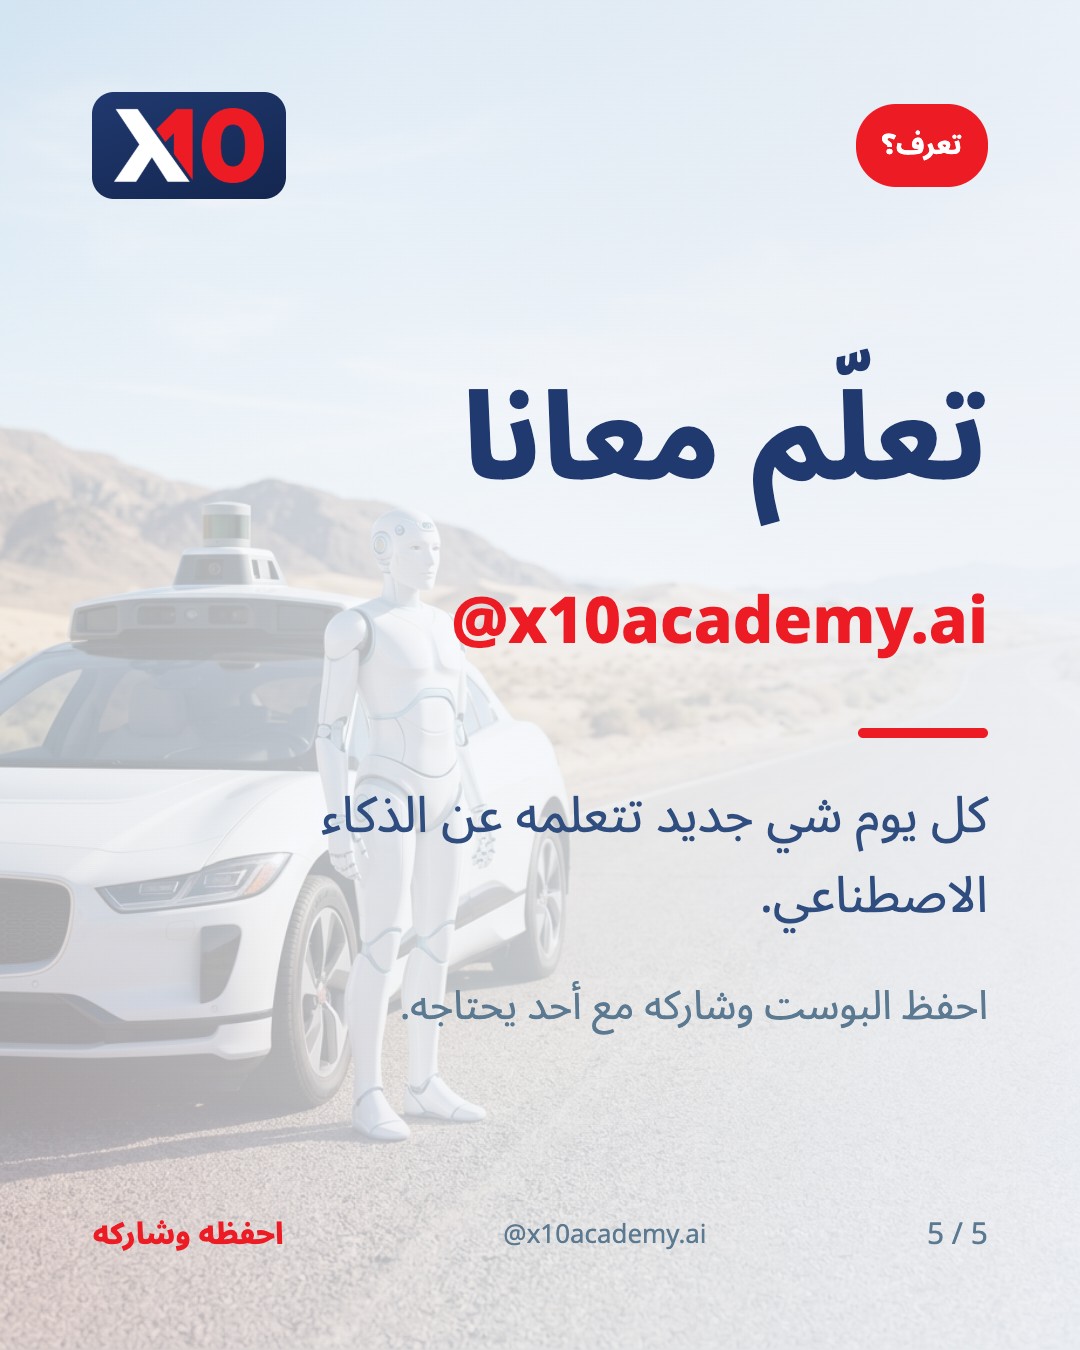 X10
تعرف؟
تعلّم معانا
@x10academy.ai
كل يوم شي جديد تتعلمه عن الذكاء
الاصطناعي.
احفظ البوست وشاركه مع أحد يحتاجه.
احفظه وشاركه
@x10academy.ai
5 / 5